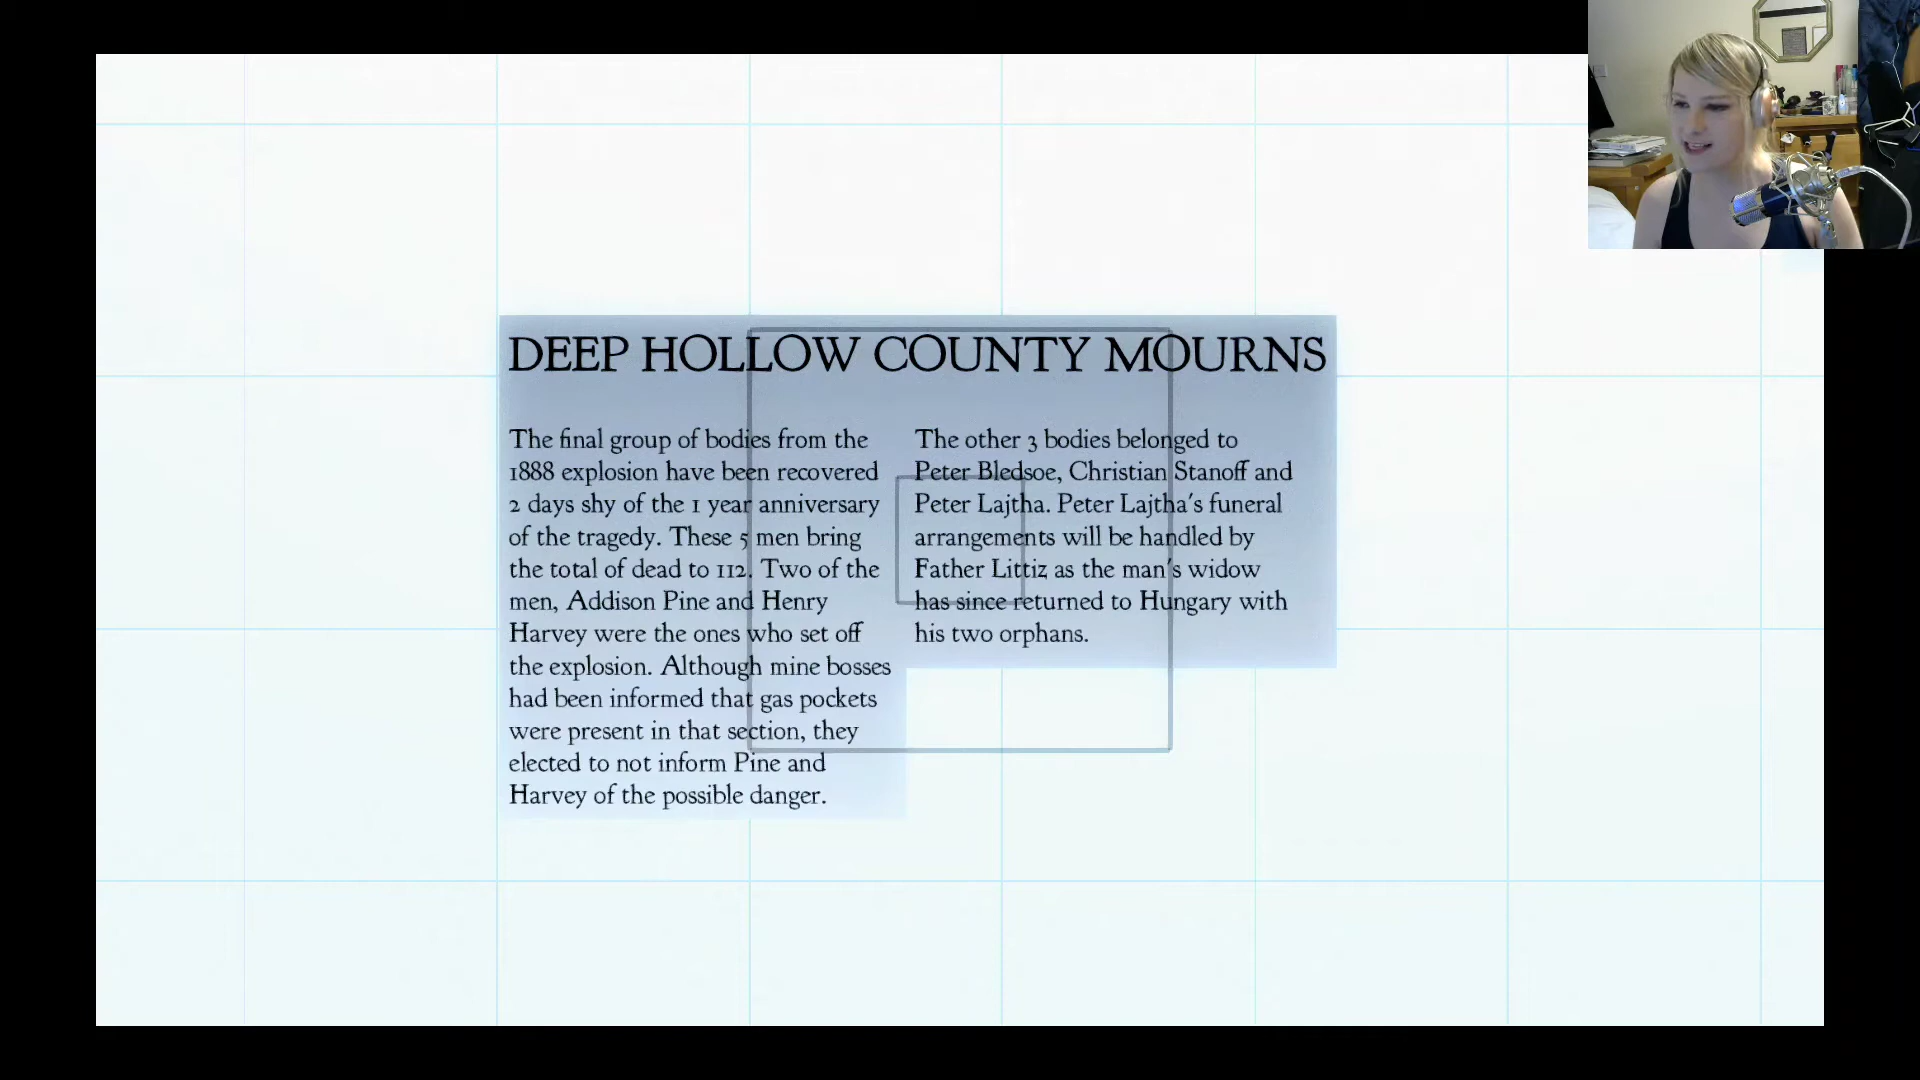 DEEP HOLLOW COUNTY MOURNS
The final group of bodies from the
1888 explosion have been recovered
2 days shy of the 1 year anniversary
of the tragedy. These 5 men bring
the total of dead to 112. Two of the
men, Addison Pine and Henry
Harvey were the ones who set off
the explosion. Although mine bosses
had been informed that gas pockets
were present in that section, they
elected to not inform Pine and
Harvey of the possible danger.
The other 3 bodies belonged to
Peter Bledsoe, Christian Stanoff and
Peter Lajtha. Peter Lajtha's funeral
arrangements will be handled by
Father Littiz as the man's widow
has since returned to Hungary with
his two orphans.